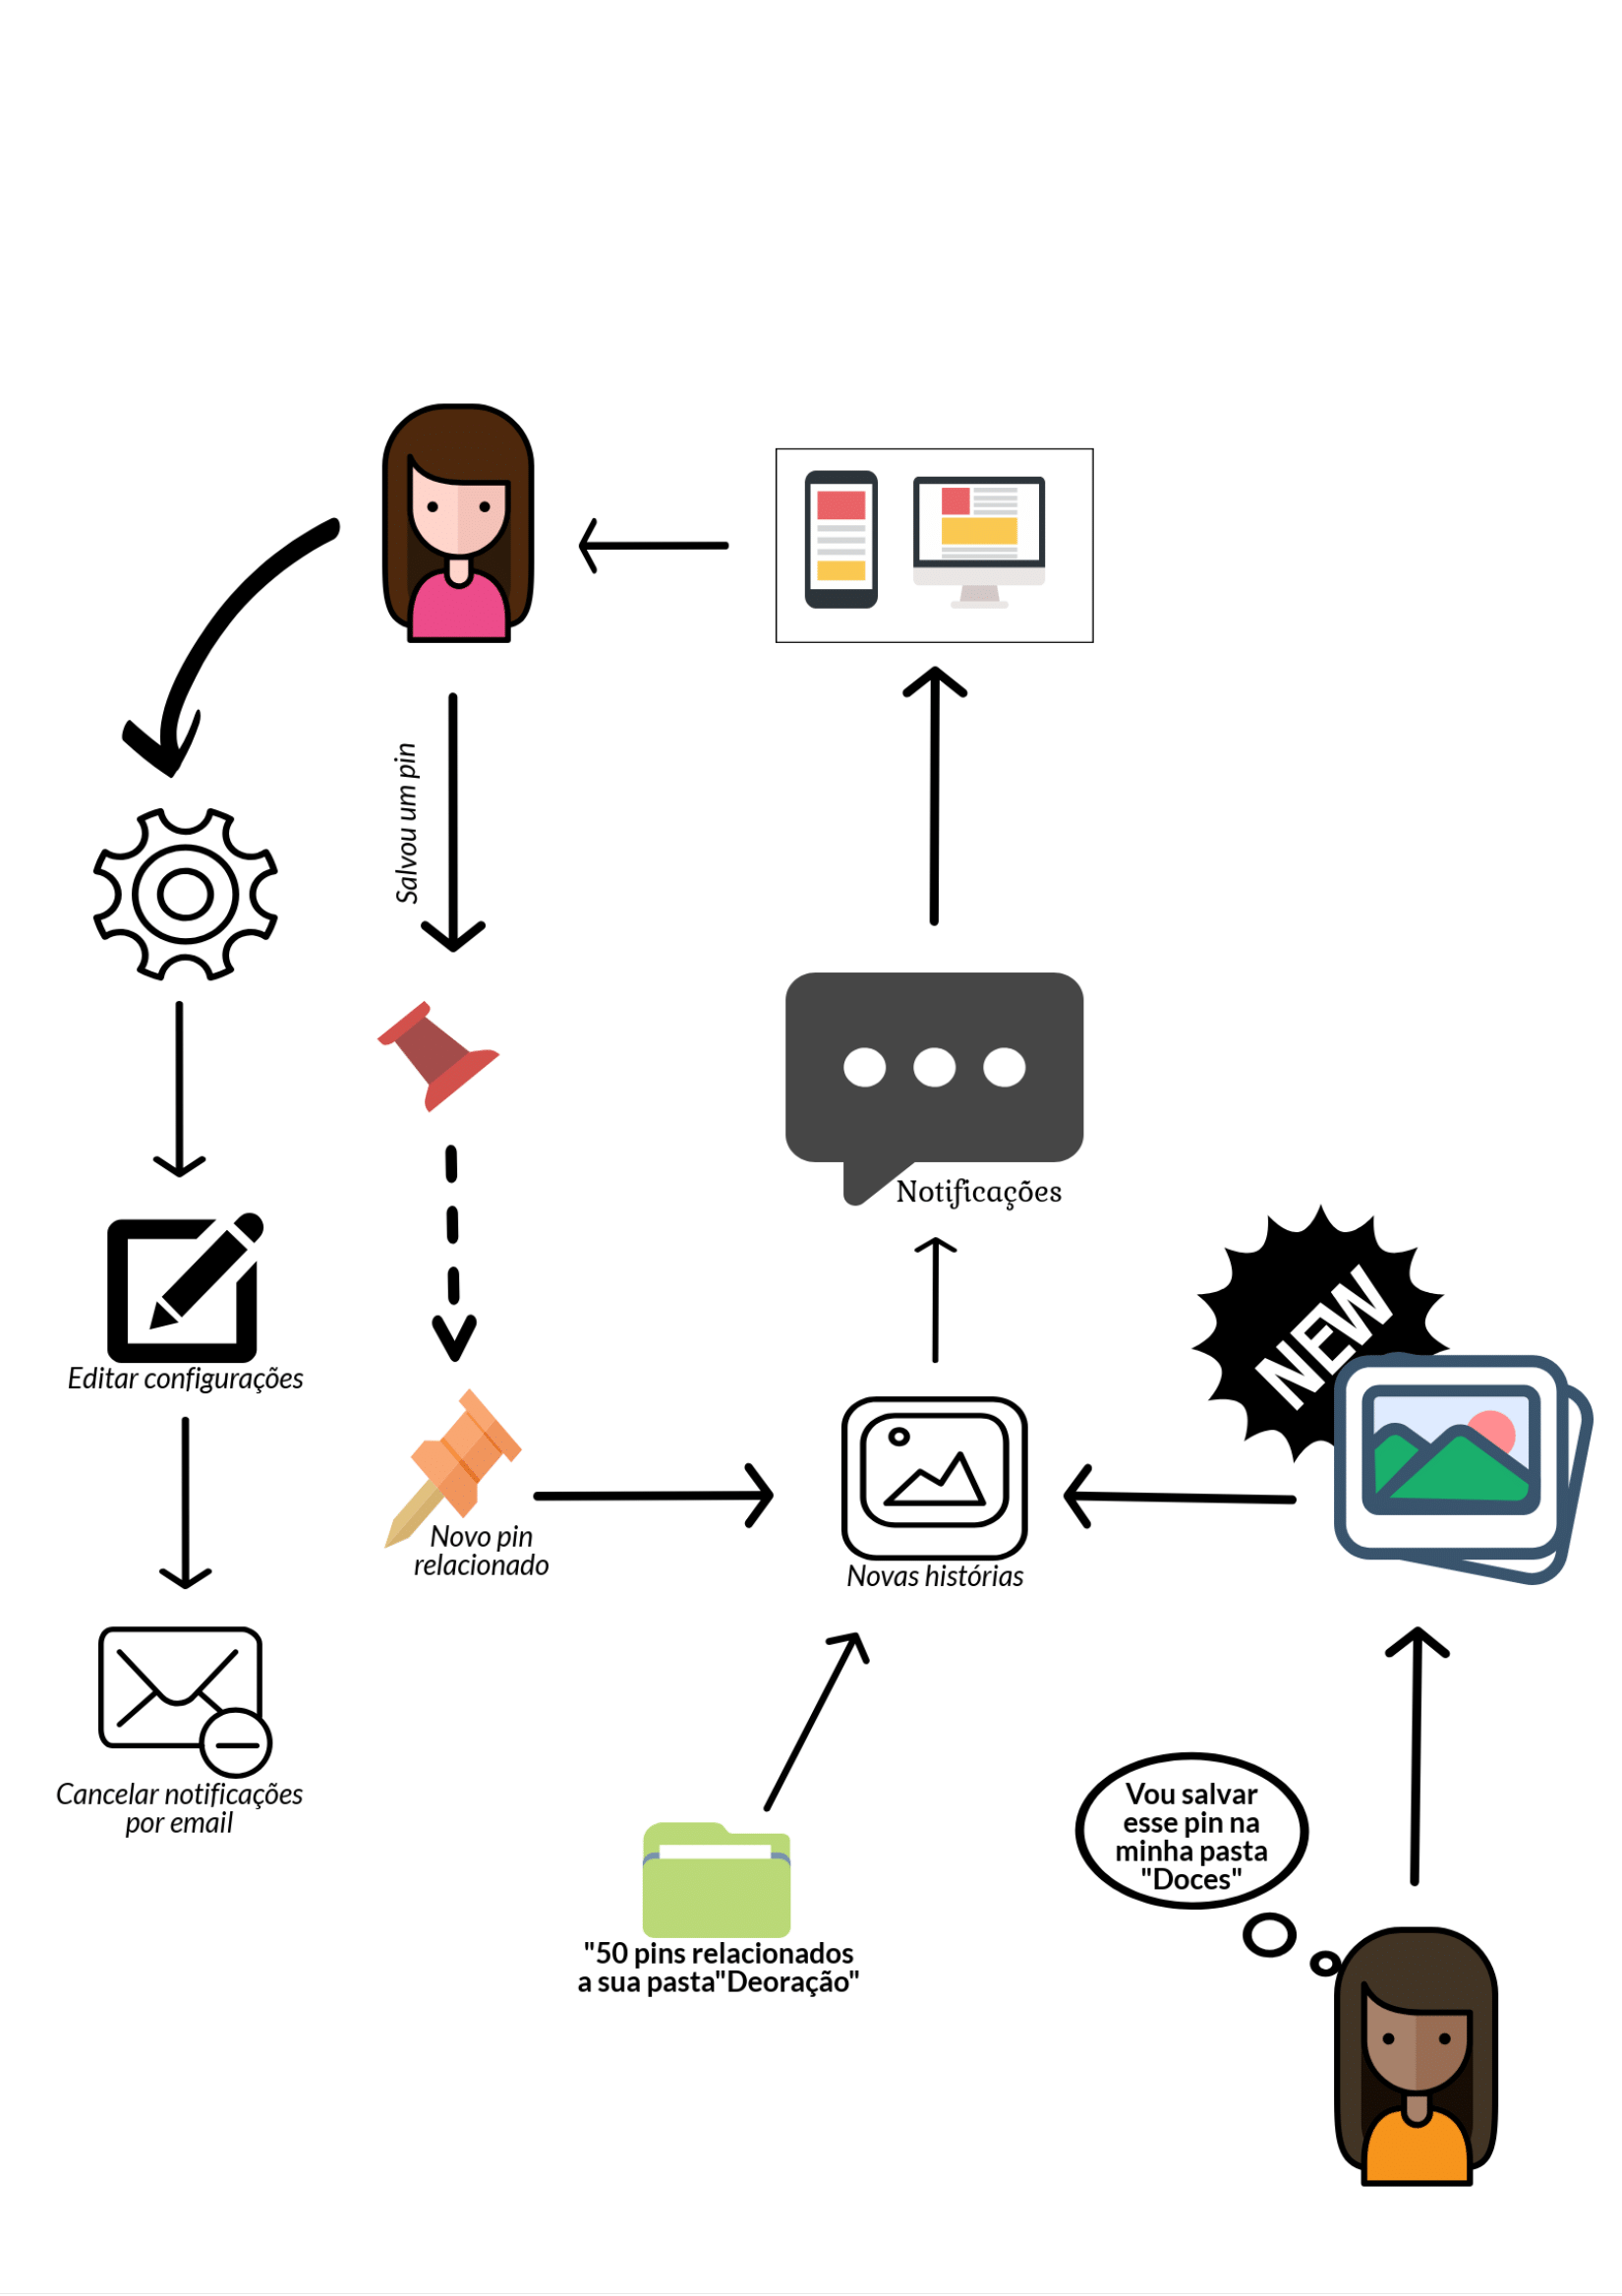 Salvou um pin
Notificações
NEW
Editar configurações
Novo pin
relacionado
Novas histórias
Cancelar notificações
por email
Vou salvar
esse pin na
minha pasta
"Doces"
"50 pins relacionados
a sua pasta"Deoração"